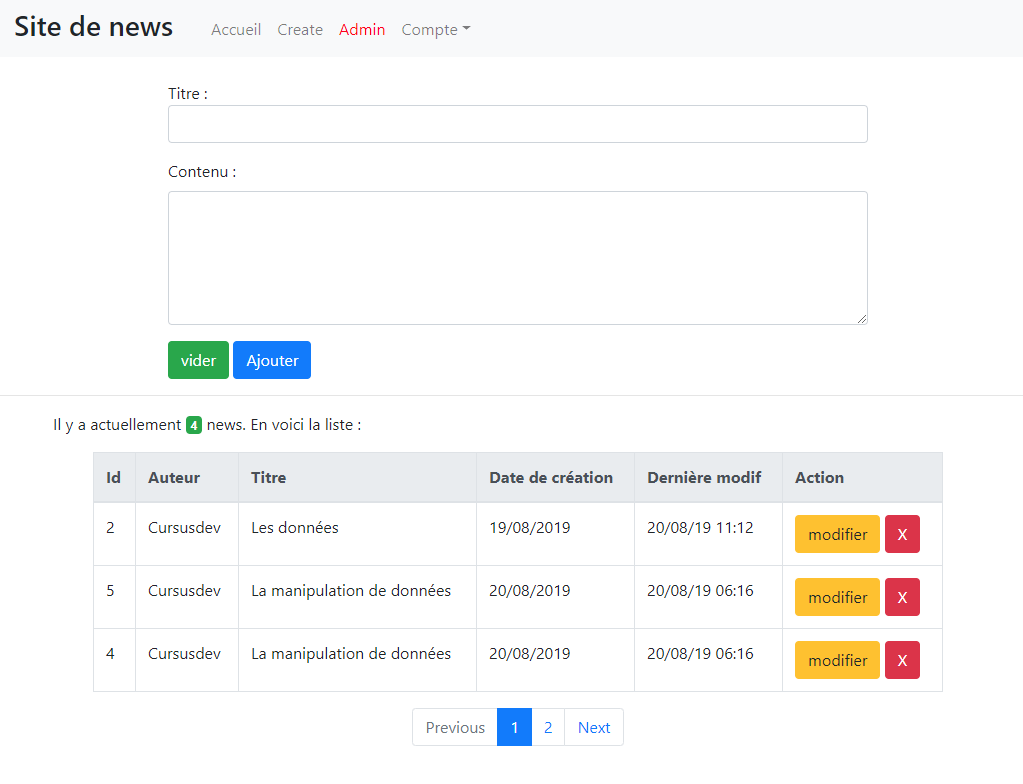 Site de news Accueil Create Admin Compte
Titre :
Contenu :
vider Ajouter
Il y a actuellement 4 news. En voici la liste :
Id Auteur Titre Date de création Dernière modif Action
2 Cursusdev Les données 19/08/2019 20/08/19 11:12 modifier X
5 Cursusdev La manipulation de données 20/08/2019 20/08/19 06:16 modifier X
4 Cursusdev La manipulation de données 20/08/2019 20/08/19 06:16 modifier X
Previous 1 2 Next